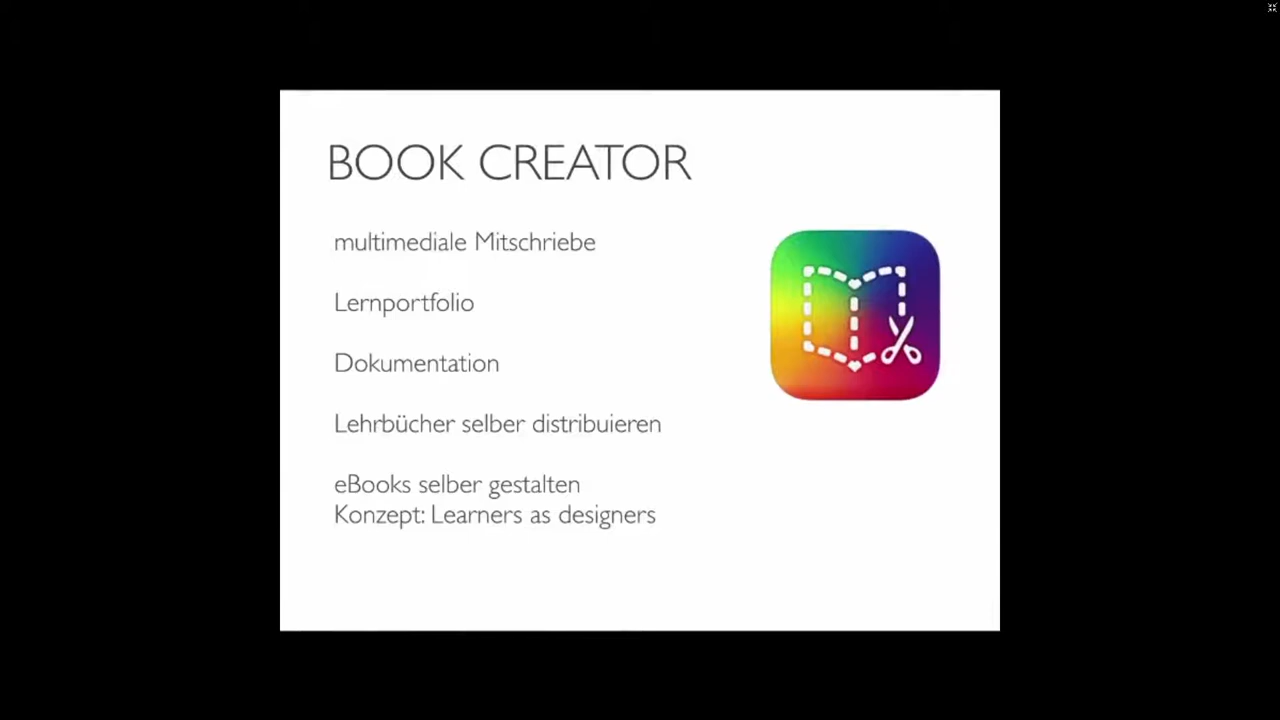 BOOK CREATOR
multimediale Mitschriebe
Lernportfolio
Dokumentation
Lehrbücher selber distribuieren
eBooks selber gestalten
Konzept: Learners as designers